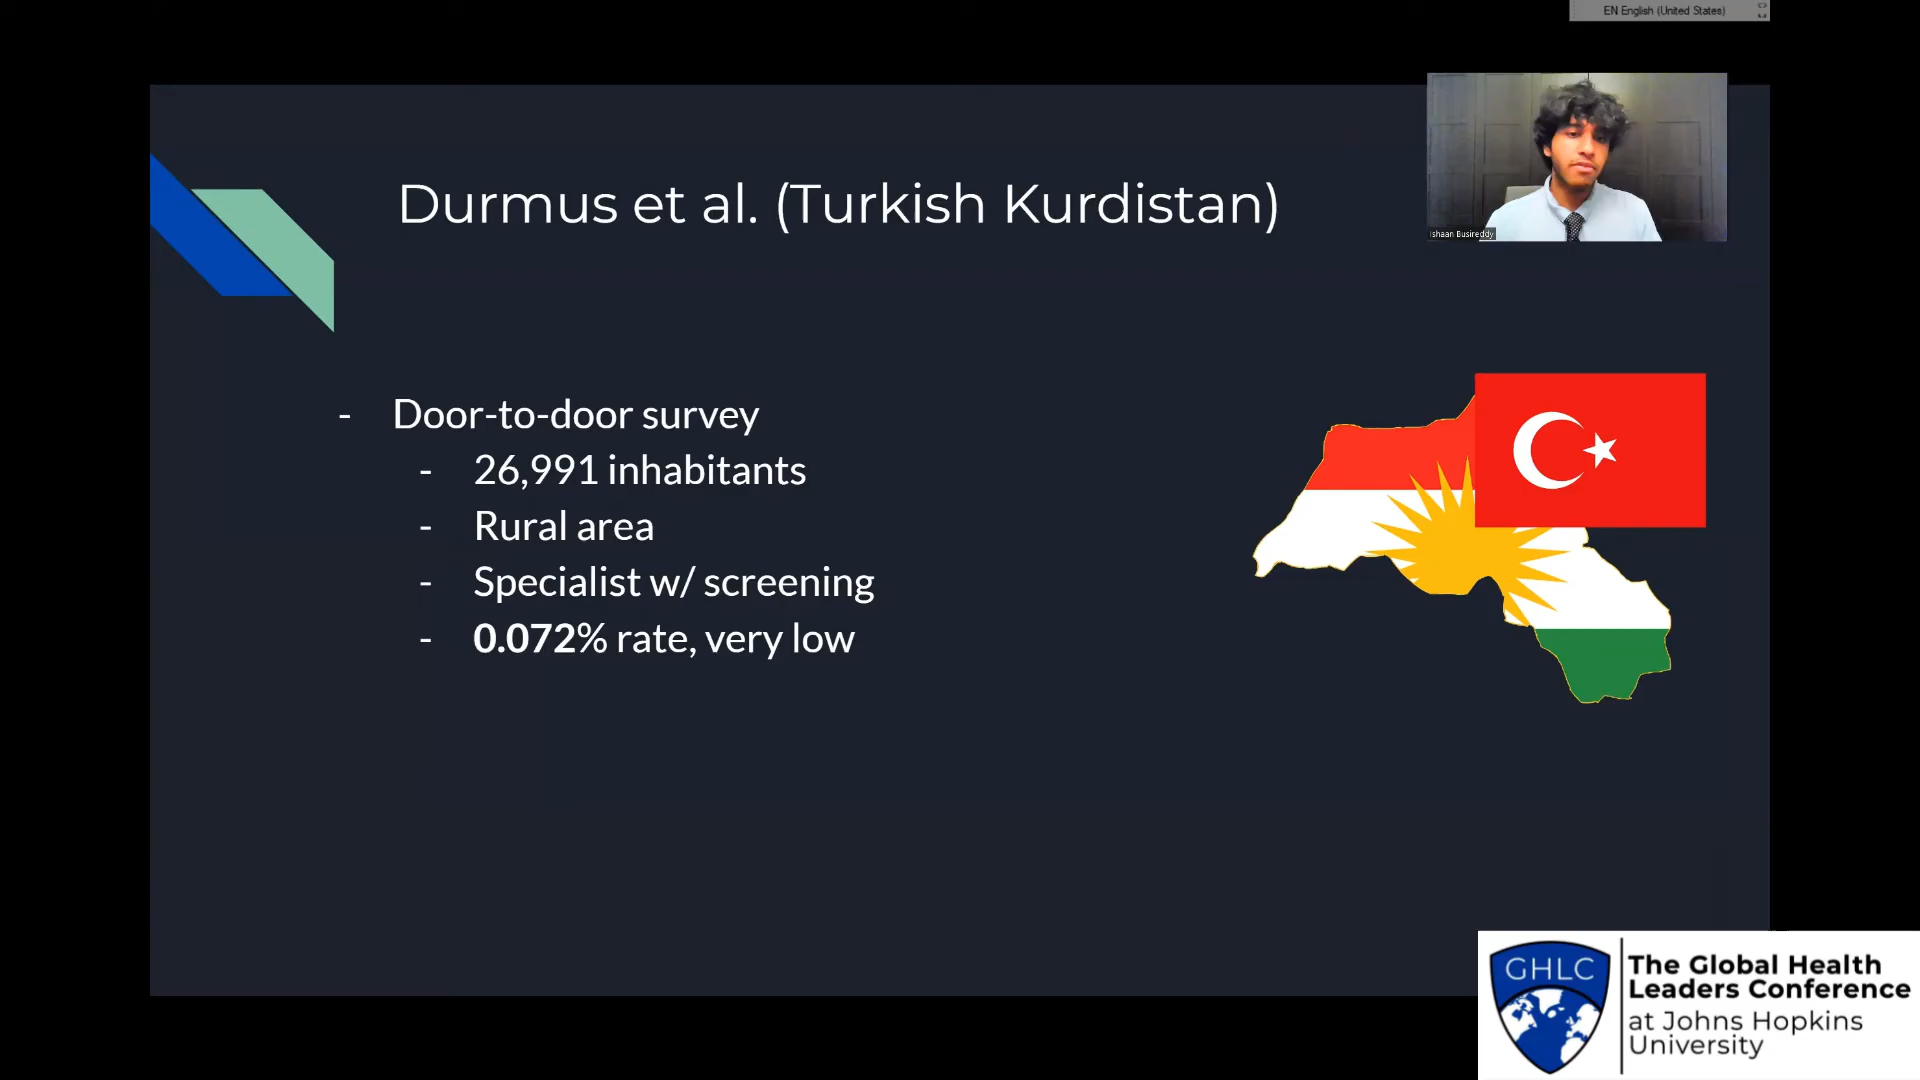 EN English (United States)
Ishaan Busireddy
Durmus et al. (Turkish Kurdistan)
- Door-to-door survey
- 26,991 inhabitants
- Rural area
- Specialist w/ screening
- 0.072% rate, very low
GHLC
The Global Health
Leaders Conference
at Johns Hopkins
University